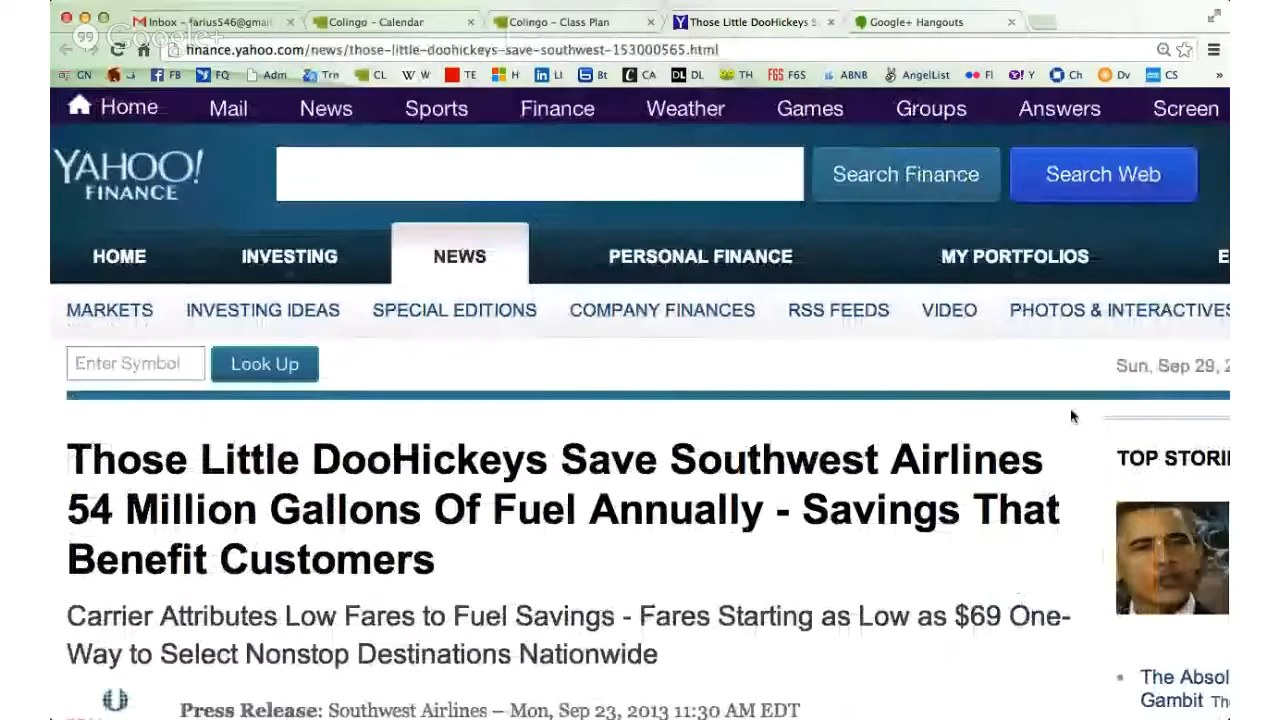 Inbox - farius546@gmail
Colingo - Calendar
Colingo - Class Plan
Those Little DooHickeys S
Google+ Hangouts
Google+
finance.yahoo.com/news/those-little-doohickeys-save-southwest-153000565.html
GN Li FB FQ Adm Trn CL W W TE H LI Bt CA DL DL TH F6S F6S ABNB AngelList Fl Y! Y Ch Dv CS »
Home Mail News Sports Finance Weather Games Groups Answers Screen
YAHOO!
FINANCE
Search Finance
Search Web
HOME INVESTING NEWS PERSONAL FINANCE MY PORTFOLIOS E
MARKETS INVESTING IDEAS SPECIAL EDITIONS COMPANY FINANCES RSS FEEDS VIDEO PHOTOS & INTERACTIVES
Enter Symbol Look Up
Sun, Sep 29, 2
Those Little DooHickeys Save Southwest Airlines
54 Million Gallons Of Fuel Annually - Savings That
Benefit Customers
Carrier Attributes Low Fares to Fuel Savings - Fares Starting as Low as $69 One-
Way to Select Nonstop Destinations Nationwide
Press Release: Southwest Airlines – Mon, Sep 23, 2013 11:30 AM EDT
TOP STORI
The Absol
Gambit